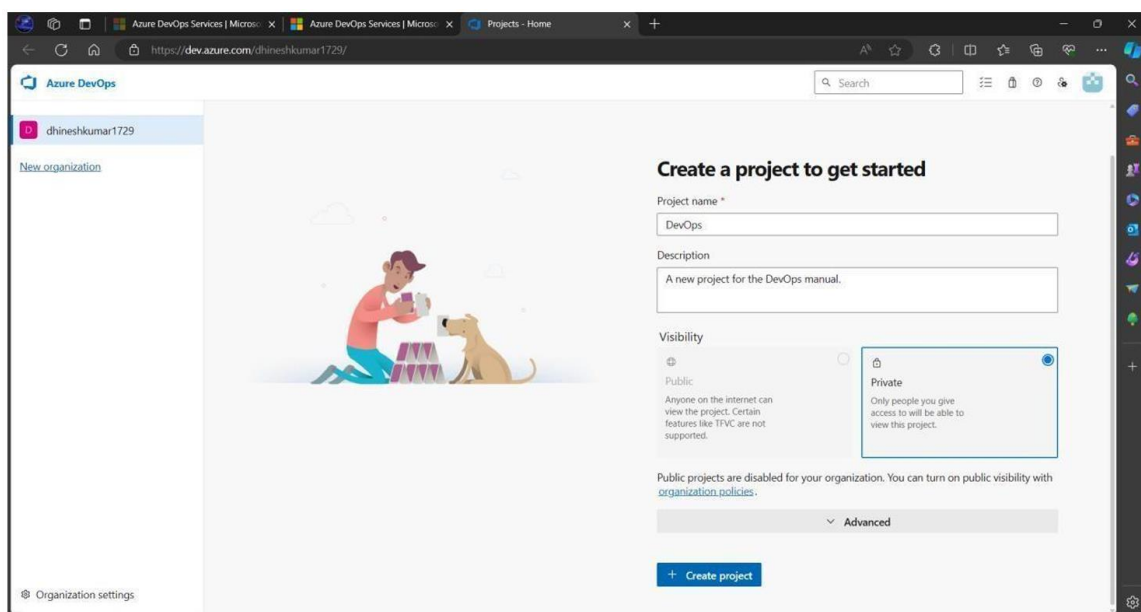 Azure DevOps Services | Microso
Azure DevOps Services | Microso
Projects - Home
https://dev.azure.com/dhineshkumar1729/
Azure DevOps
Search
D
dhineshkumar1729
New organization
Create a project to get started
Project name *
DevOps
Description
A new project for the DevOps manual.
Visibility
Public
Anyone on the internet can
view the project. Certain
features like TFVC are not
supported.
Private
Only people you give
access to will be able to
view this project.
Public projects are disabled for your organization. You can turn on public visibility with
organization policies.
Advanced
+ Create project
Organization settings